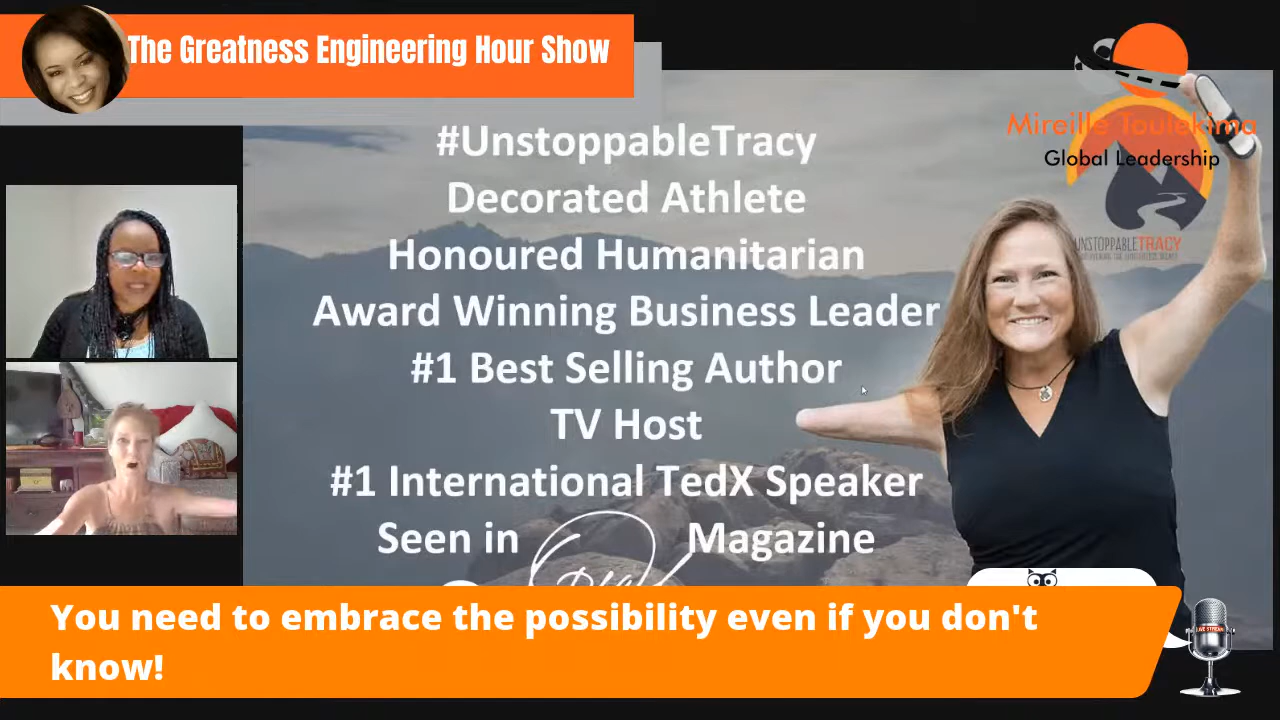 The Greatness Engineering Hour Show
Mireille Toulekima
Global Leadership
UNSTOPPABLETRACY
#UnstoppableTracy
Decorated Athlete
Honoured Humanitarian
Award Winning Business Leader
#1 Best Selling Author
TV Host
#1 International TedX Speaker
Seen in Magazine
You need to embrace the possibility even if you don't
know!
LIVE STREAM